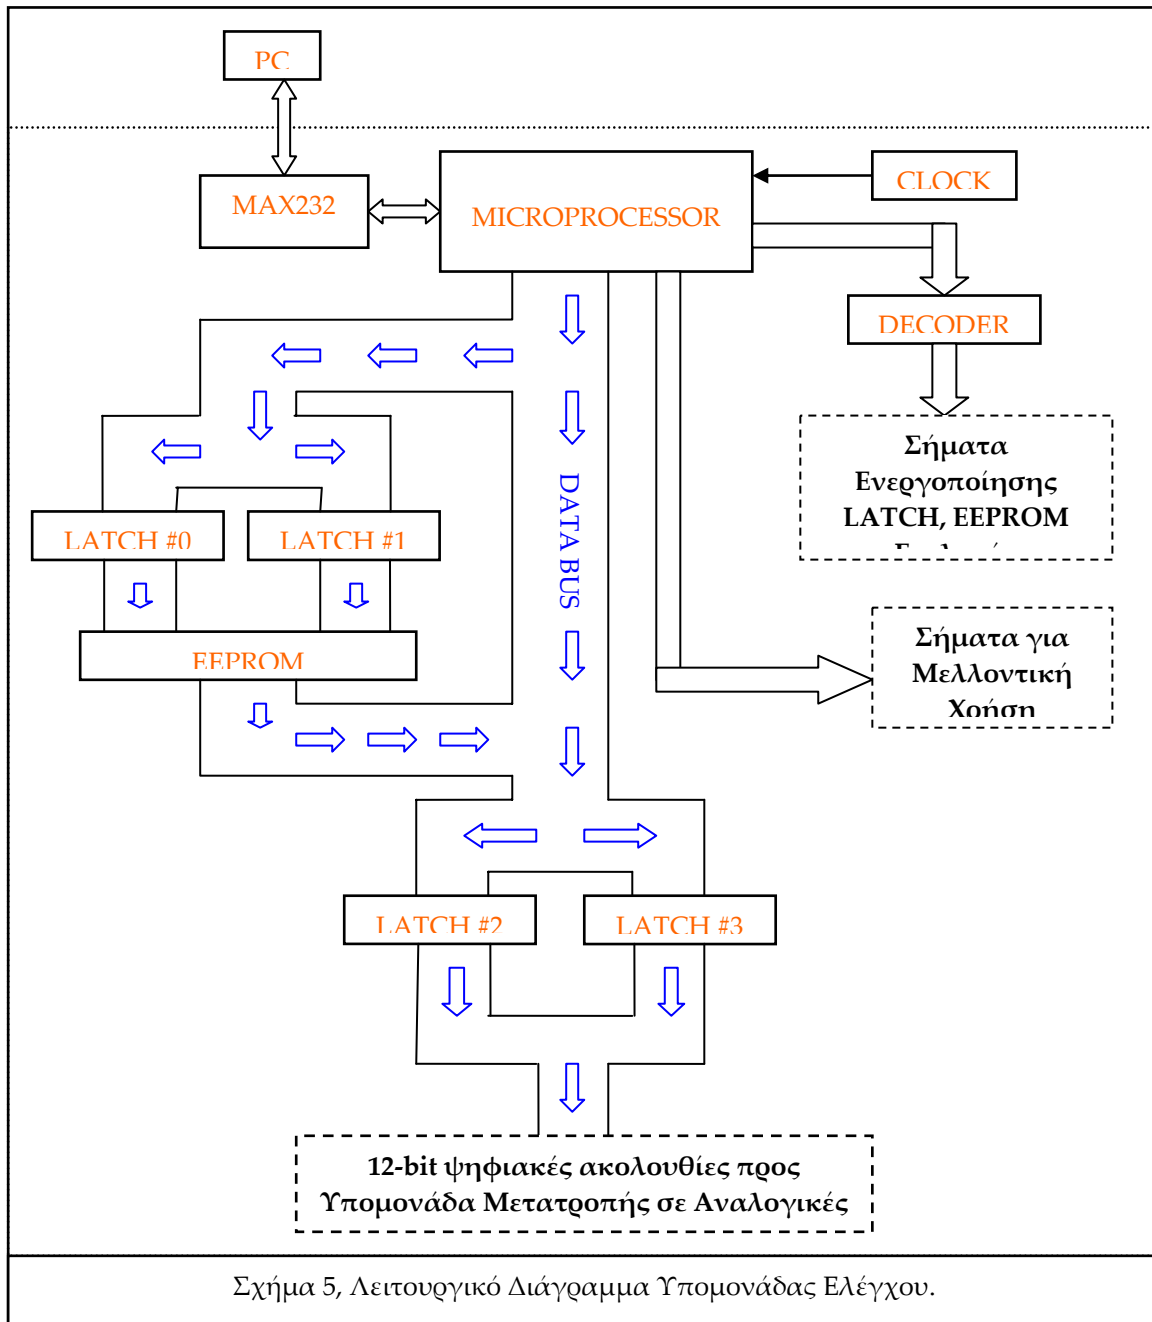 PC
MAX232
MICROPROCESSOR
CLOCK
DECODER
Σήματα
Ενεργοποίησης
LATCH, EEPROM
LATCH #0
LATCH #1
DATA BUS
EEPROM
Σήματα για
Μελλοντική
Χρήση
LATCH #2
LATCH #3
12-bit ψηφιακές ακολουθίες προς
Υπομονάδα Μετατροπής σε Αναλογικές
Σχήμα 5, Λειτουργικό Διάγραμμα Υπομονάδας Ελέγχου.